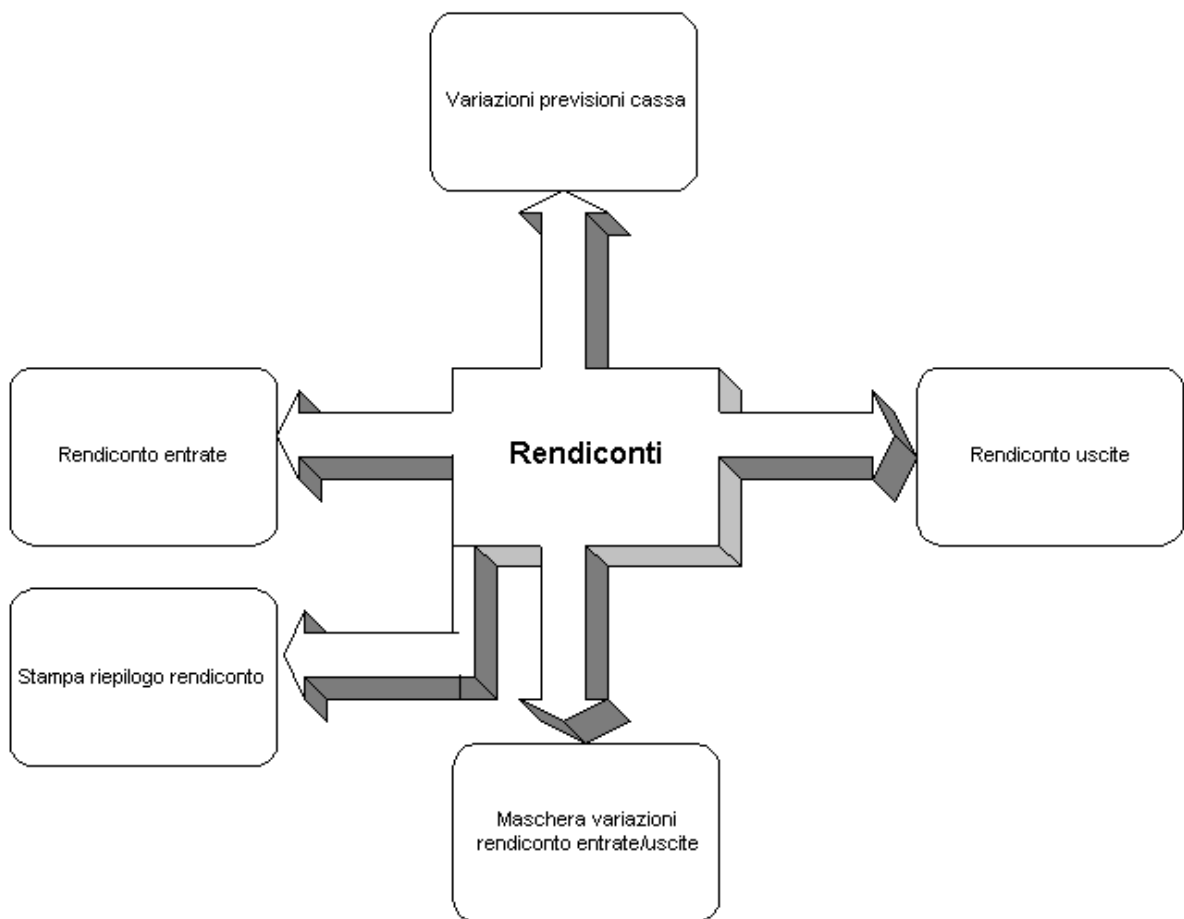 Variazioni previsioni cassa
Rendiconto entrate
Rendiconti
Rendiconto uscite
Stampa riepilogo rendiconto
Maschera variazioni
rendiconto entrate/uscite